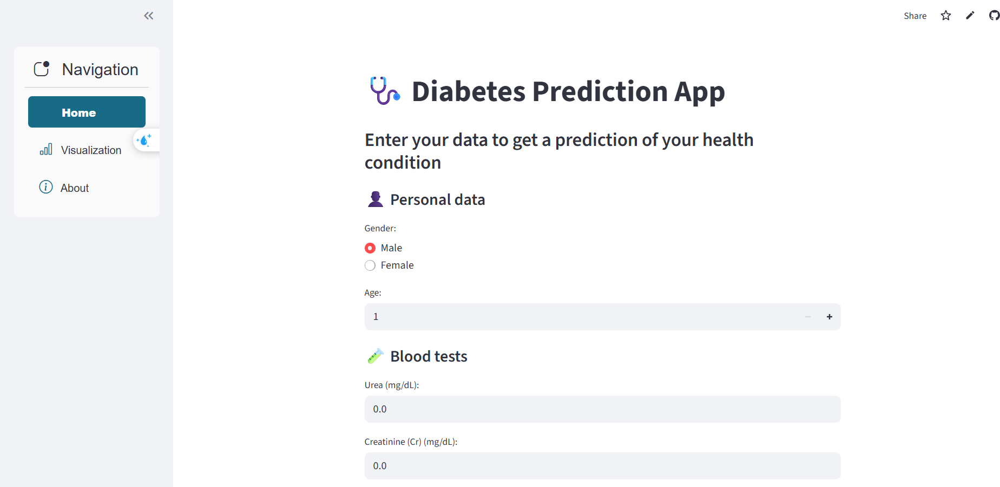 Share
Navigation
Home
Visualization
About
Diabetes Prediction App
Enter your data to get a prediction of your health
condition
Personal data
Gender:
Male
Female
Age:
1
Blood tests
Urea (mg/dL):
0.0
Creatinine (Cr) (mg/dL):
0.0